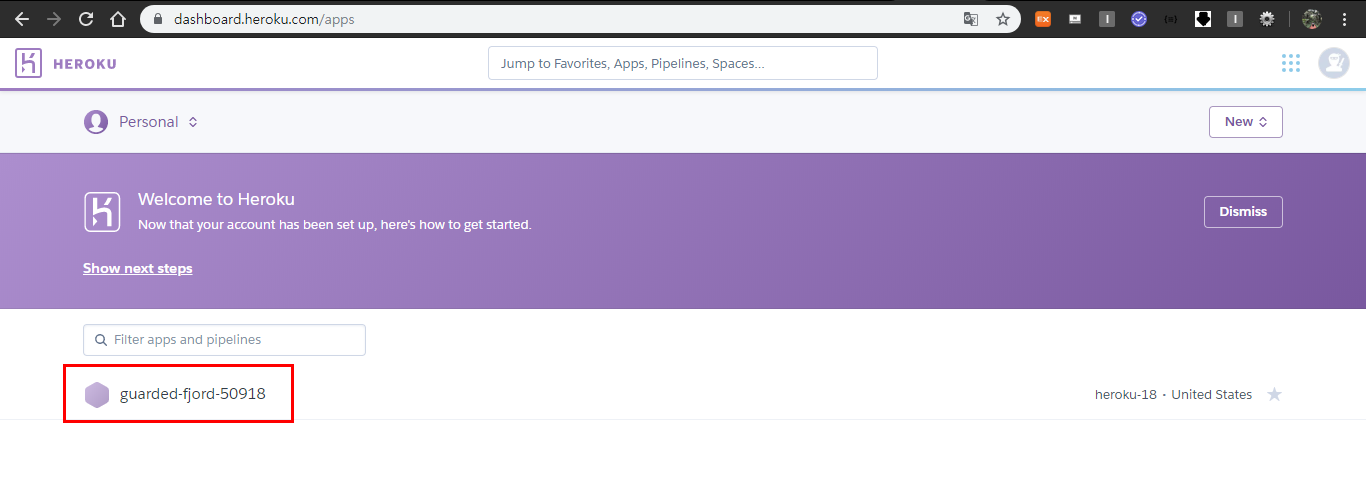 dashboard.heroku.com/apps
EX
HEROKU
Jump to Favorites, Apps, Pipelines, Spaces...
Personal
New
Welcome to Heroku
Now that your account has been set up, here's how to get started.
Dismiss
Show next steps
Filter apps and pipelines
guarded-fjord-50918
heroku-18 • United States